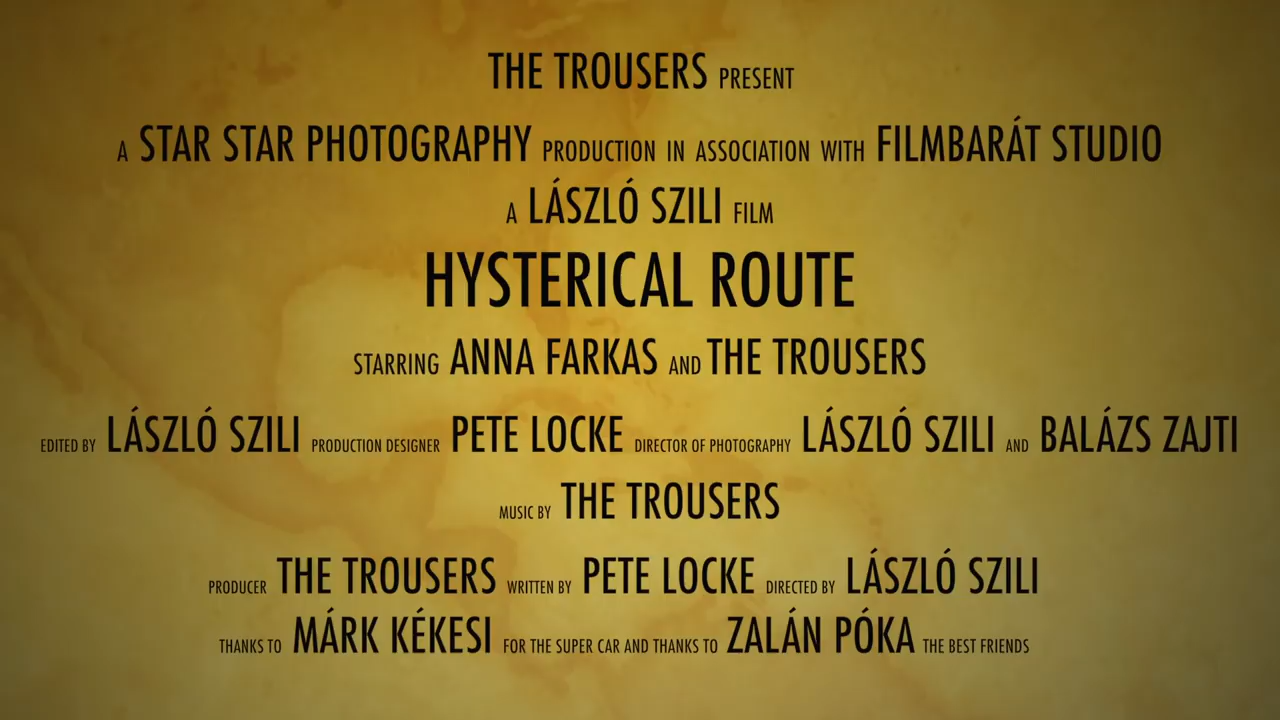 THE TROUSERS PRESENT
A STAR STAR PHOTOGRAPHY PRODUCTION IN ASSOCIATION WITH FILMBARÁT STUDIO
A LÁSZLÓ SZILI FILM
HYSTERICAL ROUTE
STARRING ANNA FARKAS AND THE TROUSERS
EDITED BY LÁSZLÓ SZILI PRODUCTION DESIGNER PETE LOCKE DIRECTOR OF PHOTOGRAPHY LÁSZLÓ SZILI AND BALÁZS ZAJTI
MUSIC BY THE TROUSERS
PRODUCER THE TROUSERS WRITTEN BY PETE LOCKE DIRECTED BY LÁSZLÓ SZILI
THANKS TO MÁRK KÉKESI FOR THE SUPER CAR AND THANKS TO ZALÁN PÓKA THE BEST FRIENDS